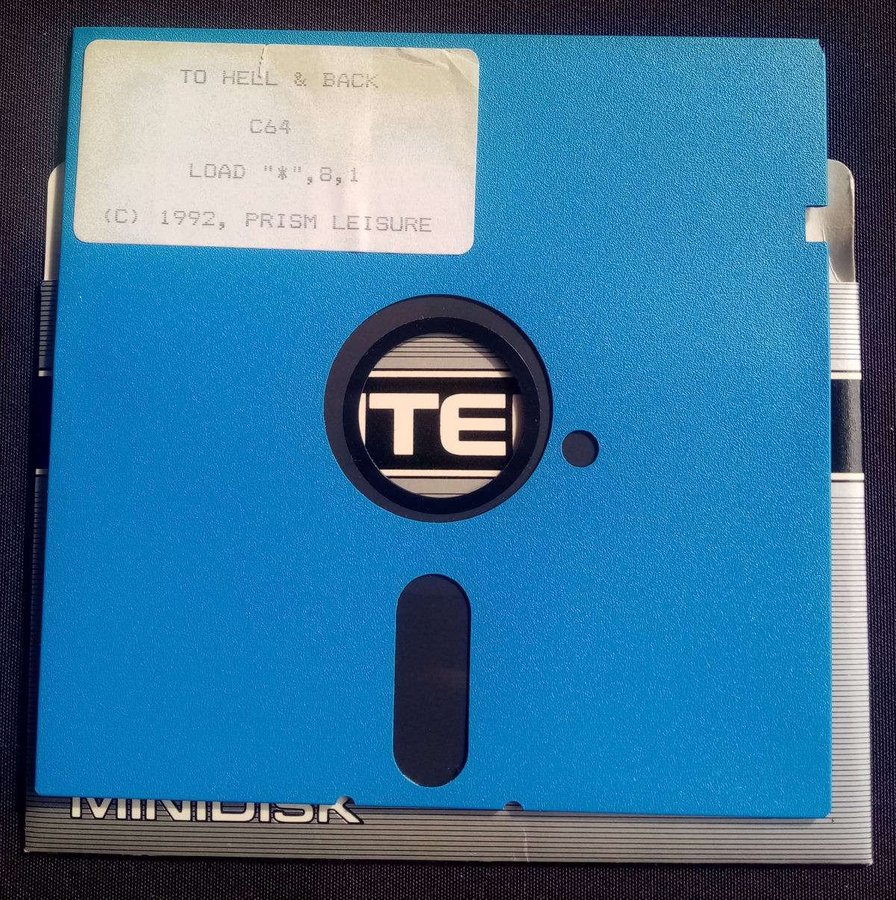 TO HELL & BACK
C64
LOAD "*",8,1
(C) 1992, PRISM LEISURE
TE
MINIDISK